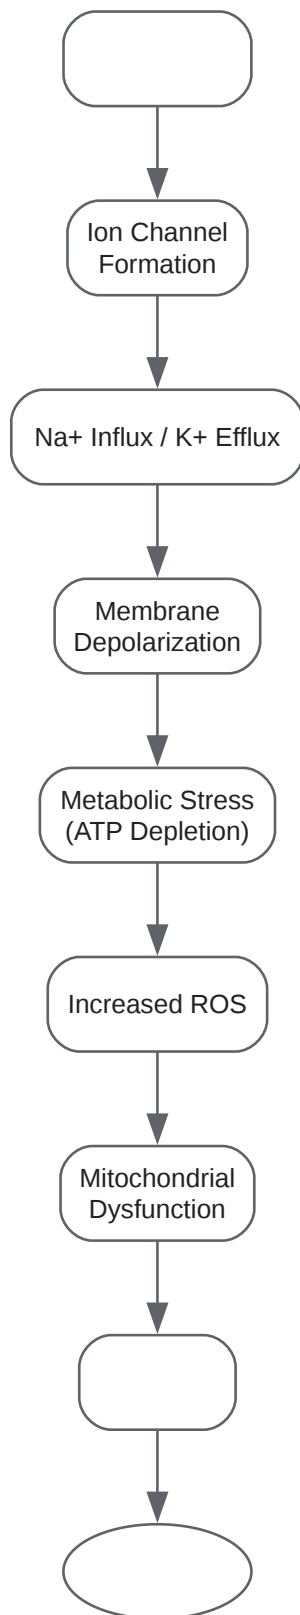 Ion Channel
Formation
Na+ Influx / K+ Efflux
Membrane
Depolarization
Metabolic Stress
(ATP Depletion)
Increased ROS
Mitochondrial
Dysfunction